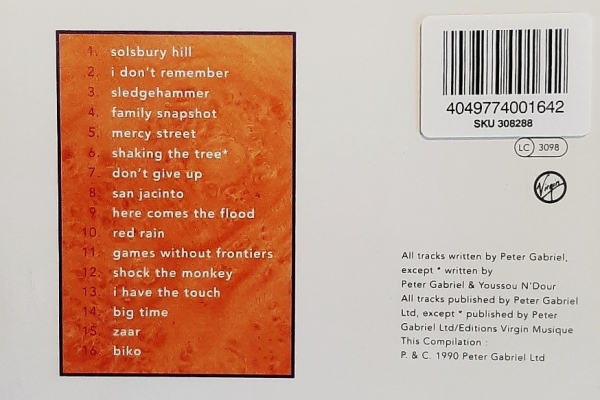 1. solsbury hill
2. i don't remember
3. sledgehammer
4. family snapshot
5. mercy street
6. shaking the tree*
7. don't give up
8. san jacinto
9. here comes the flood
10. red rain
11. games without frontiers
12. shock the monkey
13. i have the touch
14. big time
15. zaar
16. biko
4049774001642
SKU 308288
LC 3098
Virgin
All tracks written by Peter Gabriel,
except * written by
Peter Gabriel & Youssou N'Dour
All tracks published by Peter Gabriel
Ltd, except * published by Peter
Gabriel Ltd/Editions Virgin Musique
This Compilation :
P. & C. 1990 Peter Gabriel Ltd